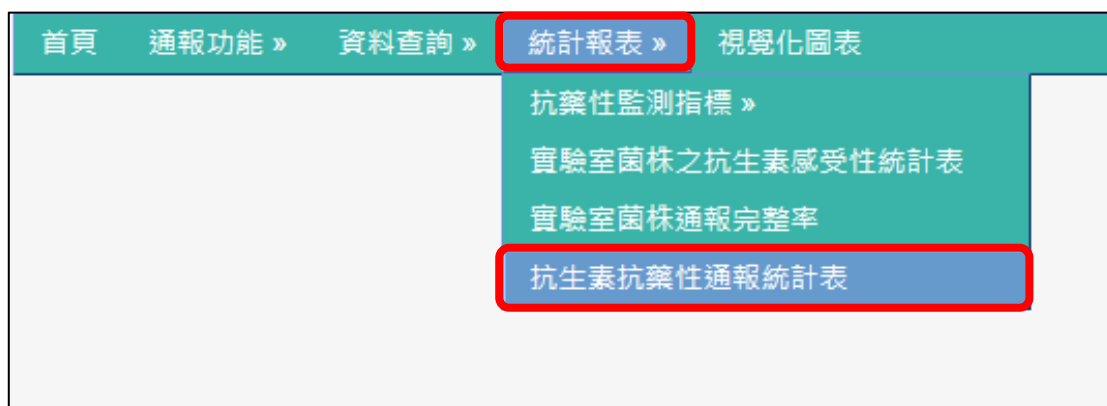 首頁 通報功能 » 資料查詢 » 統計報表 » 視覺化圖表
抗藥性監測指標 »
實驗室菌株之抗生素感受性統計表
實驗室菌株通報完整率
抗生素抗藥性通報統計表